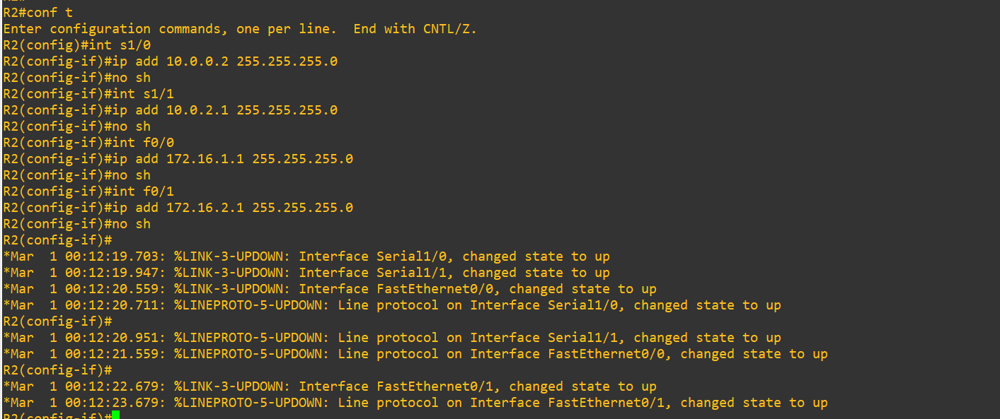 R2#conf t
Enter configuration commands, one per line.  End with CNTL/Z.
R2(config)#int s1/0
R2(config-if)#ip add 10.0.0.2 255.255.255.0
R2(config-if)#no sh
R2(config-if)#int s1/1
R2(config-if)#ip add 10.0.2.1 255.255.255.0
R2(config-if)#no sh
R2(config-if)#int f0/0
R2(config-if)#ip add 172.16.1.1 255.255.255.0
R2(config-if)#no sh
R2(config-if)#int f0/1
R2(config-if)#ip add 172.16.2.1 255.255.255.0
R2(config-if)#no sh
R2(config-if)#
*Mar  1 00:12:19.703: %LINK-3-UPDOWN: Interface Serial1/0, changed state to up
*Mar  1 00:12:19.947: %LINK-3-UPDOWN: Interface Serial1/1, changed state to up
*Mar  1 00:12:20.559: %LINK-3-UPDOWN: Interface FastEthernet0/0, changed state to up
*Mar  1 00:12:20.711: %LINEPROTO-5-UPDOWN: Line protocol on Interface Serial1/0, changed state to up
R2(config-if)#
*Mar  1 00:12:20.951: %LINEPROTO-5-UPDOWN: Line protocol on Interface Serial1/1, changed state to up
*Mar  1 00:12:21.559: %LINEPROTO-5-UPDOWN: Line protocol on Interface FastEthernet0/0, changed state to up
R2(config-if)#
*Mar  1 00:12:22.679: %LINK-3-UPDOWN: Interface FastEthernet0/1, changed state to up
*Mar  1 00:12:23.679: %LINEPROTO-5-UPDOWN: Line protocol on Interface FastEthernet0/1, changed state to up
R2(config-if)#